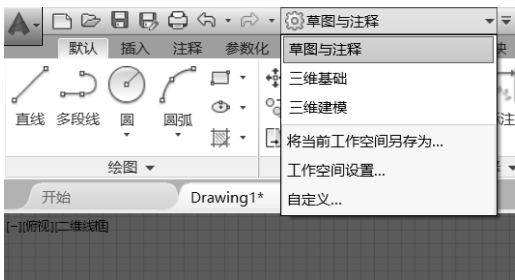 草图与注释
默认 插入 注释 参数化
草图与注释
三维基础
三维建模
直线 多段线 圆 圆弧
将当前工作空间另存为...
绘图
工作空间设置...
开始 Drawing1*
自定义...
[−][俯视][二维线框]